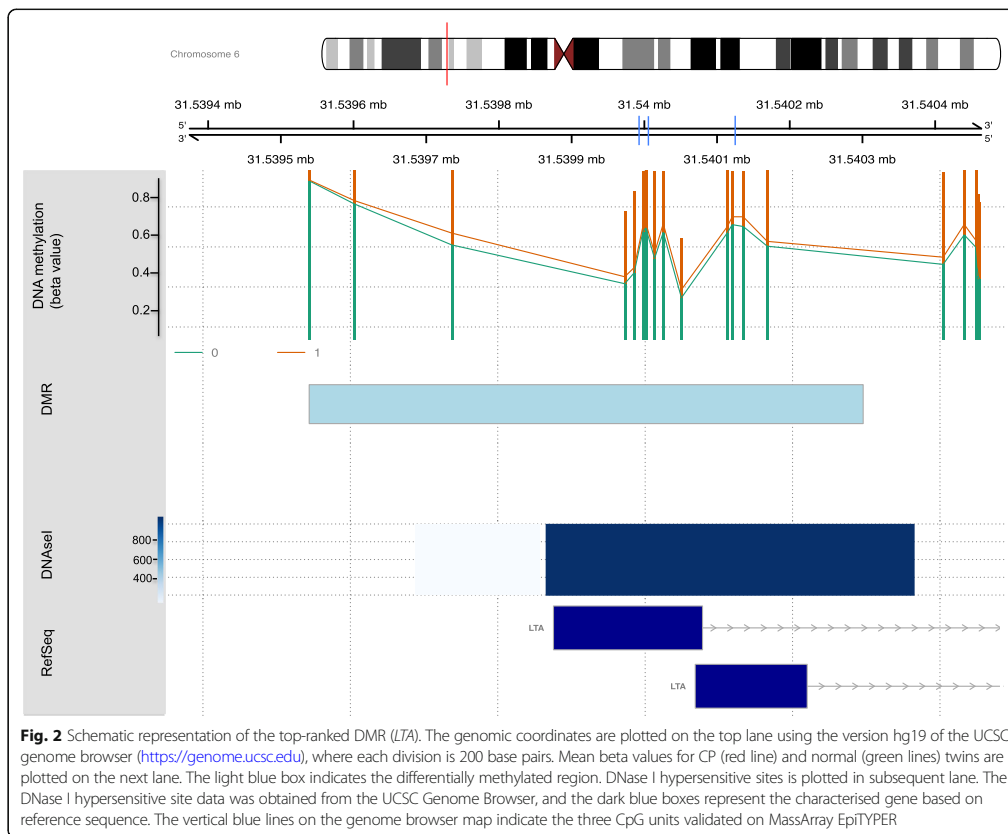 Chromosome 6
31.5394 mb 31.5396 mb 31.5398 mb 31.54 mb 31.5402 mb 31.5404 mb
5' 3'
3' 5'
31.5395 mb 31.5397 mb 31.5399 mb 31.5401 mb 31.5403 mb
DNA methylation
(beta value)
0.8
0.6
0.4
0.2
0 1
DMR
DNAseI
800
600
400
RefSeq
LTA
LTA
Fig. 2 Schematic representation of the top-ranked DMR (LTA). The genomic coordinates are plotted on the top lane using the version hg19 of the UCSC
genome browser (https://genome.ucsc.edu), where each division is 200 base pairs. Mean beta values for CP (red line) and normal (green lines) twins are
plotted on the next lane. The light blue box indicates the differentially methylated region. DNase I hypersensitive sites is plotted in subsequent lane. The
DNase I hypersensitive site data was obtained from the UCSC Genome Browser, and the dark blue boxes represent the characterised gene based on
reference sequence. The vertical blue lines on the genome browser map indicate the three CpG units validated on MassArray EpiTYPER